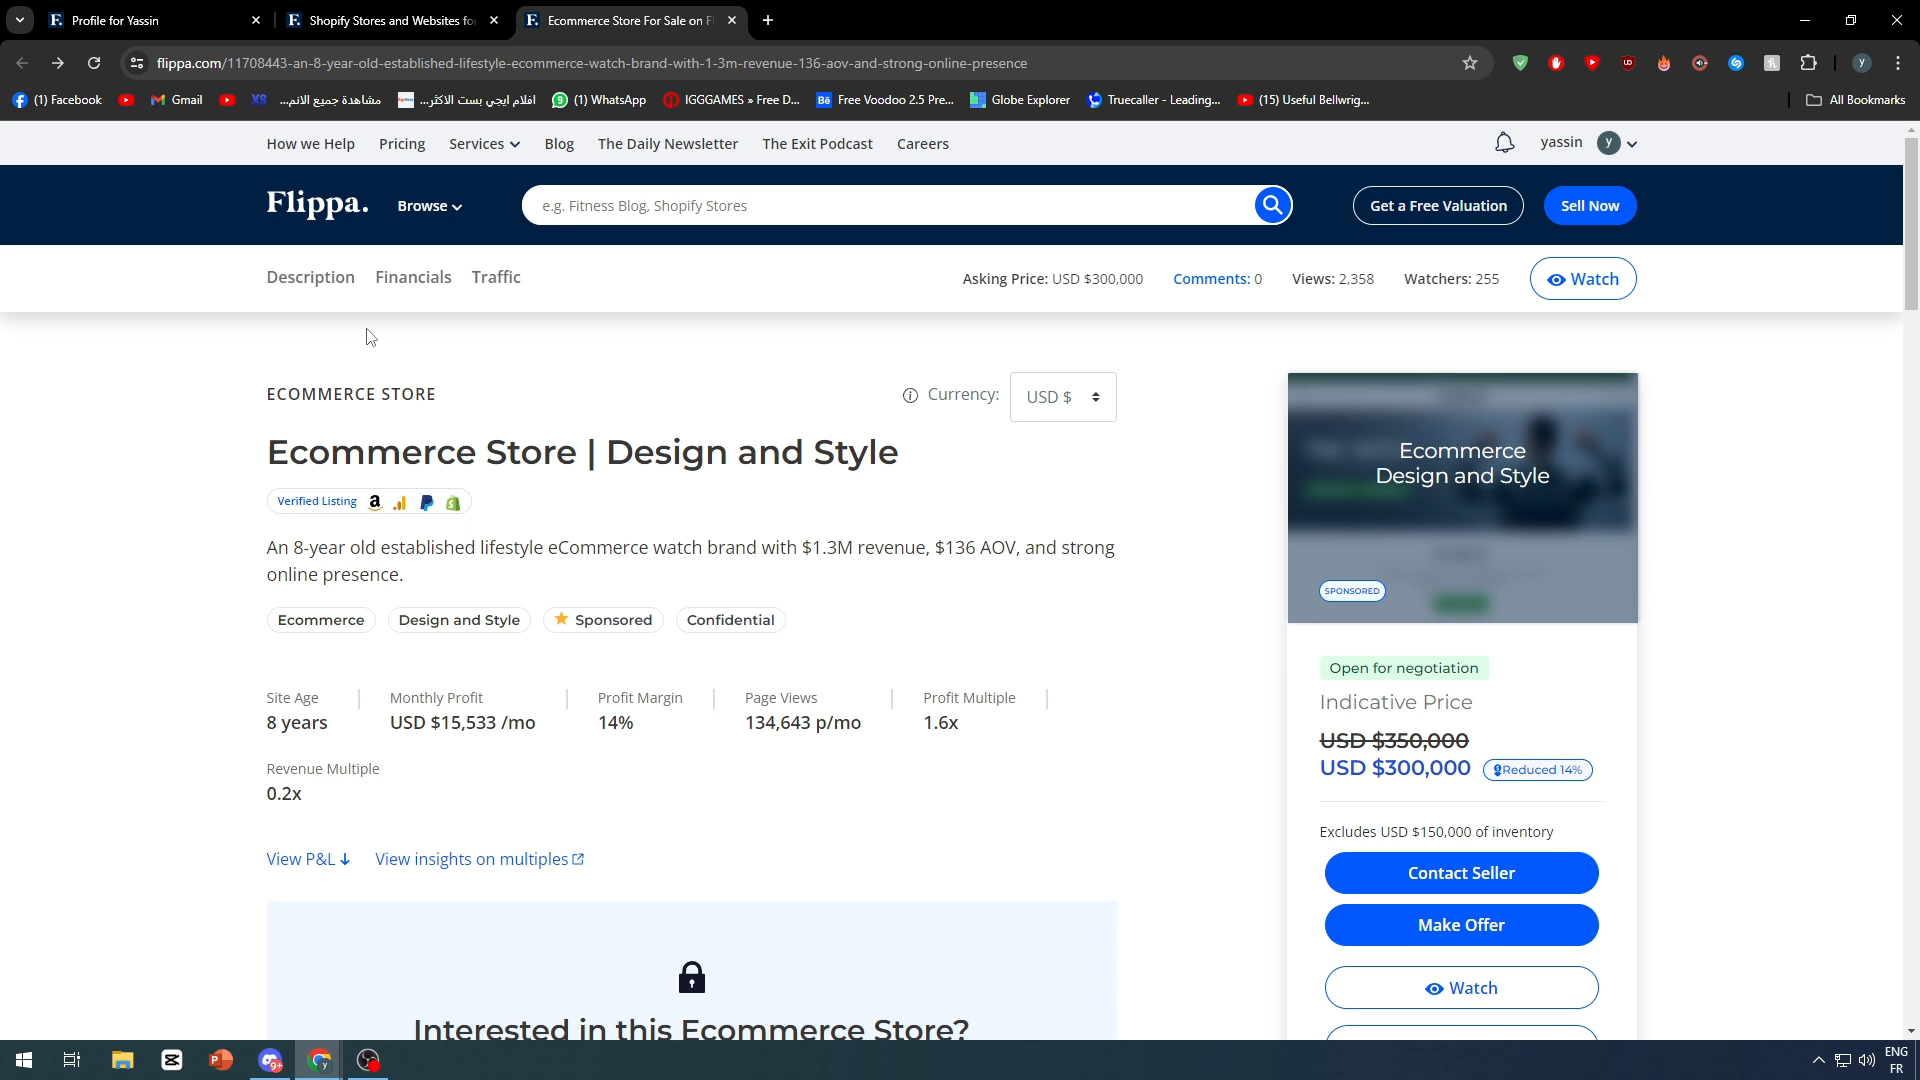 Profile for Yassin
Shopify Stores and Websites fo
Ecommerce Store For Sale on F
flippa.com/11708443-an-8-year-old-established-lifestyle-ecommerce-watch-brand-with-1-3m-revenue-136-aov-and-strong-online-presence
(1) Facebook
Gmail
XS
مشاهدة جميع الانم...
افلام ايجي بست الاكثر...
(1) WhatsApp
IGGGAMES » Free D...
Free Voodoo 2.5 Pre...
Globe Explorer
Truecaller - Leading...
(15) Useful Bellwrig...
All Bookmarks
How we Help
Pricing
Services
Blog
The Daily Newsletter
The Exit Podcast
Careers
yassin
y
Flippa.
Browse
e.g. Fitness Blog, Shopify Stores
Get a Free Valuation
Sell Now
Description
Financials
Traffic
Asking Price: USD $300,000
Comments: 0
Views: 2,358
Watchers: 255
Watch
ECOMMERCE STORE
Currency:
USD $
Ecommerce Store | Design and Style
Verified Listing
An 8-year old established lifestyle eCommerce watch brand with $1.3M revenue, $136 AOV, and strong
online presence.
Ecommerce
Design and Style
Sponsored
Confidential
Site Age
8 years
Monthly Profit
USD $15,533 /mo
Profit Margin
14%
Page Views
134,643 p/mo
Profit Multiple
1.6x
Revenue Multiple
0.2x
View P&L
View insights on multiples
Interested in this Ecommerce Store?
Ecommerce
Design and Style
SPONSORED
Open for negotiation
Indicative Price
USD $350,000
USD $300,000
Reduced 14%
Excludes USD $150,000 of inventory
Contact Seller
Make Offer
Watch
9+
ENG
FR